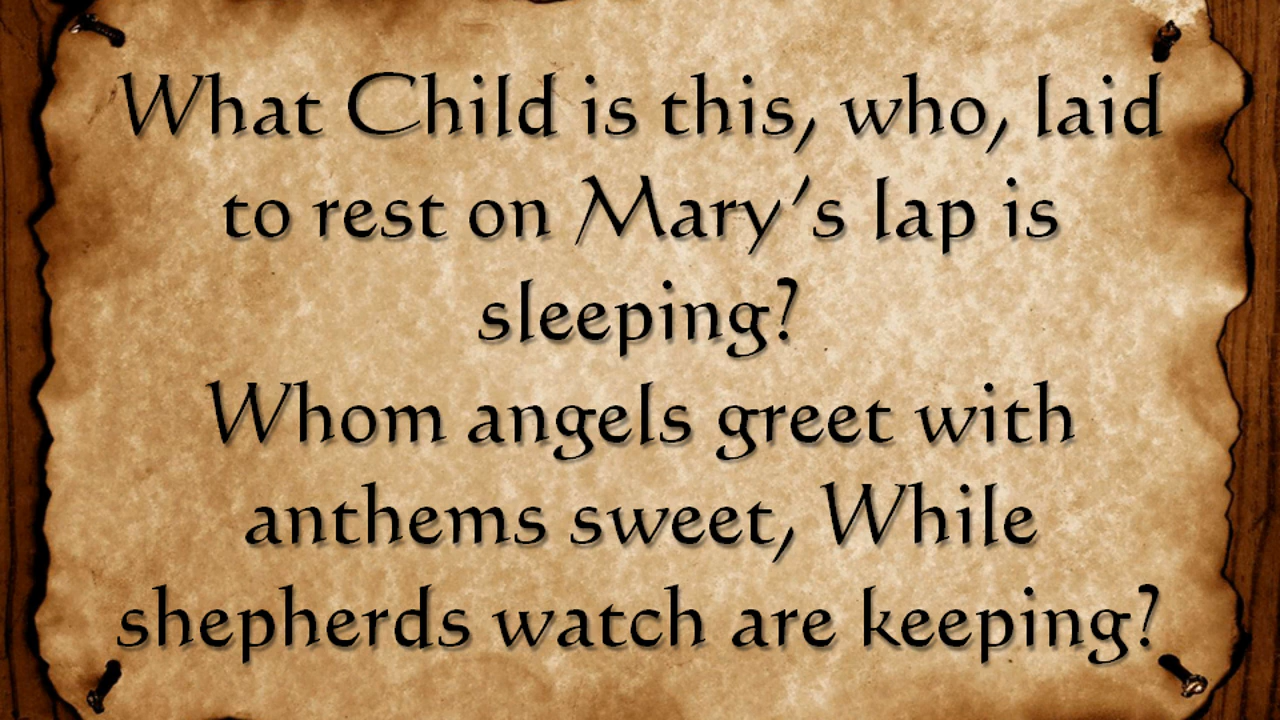 What Child is this, who, laid
to rest on Mary's lap is
sleeping?
Whom angels greet with
anthems sweet, While
shepherds watch are keeping?